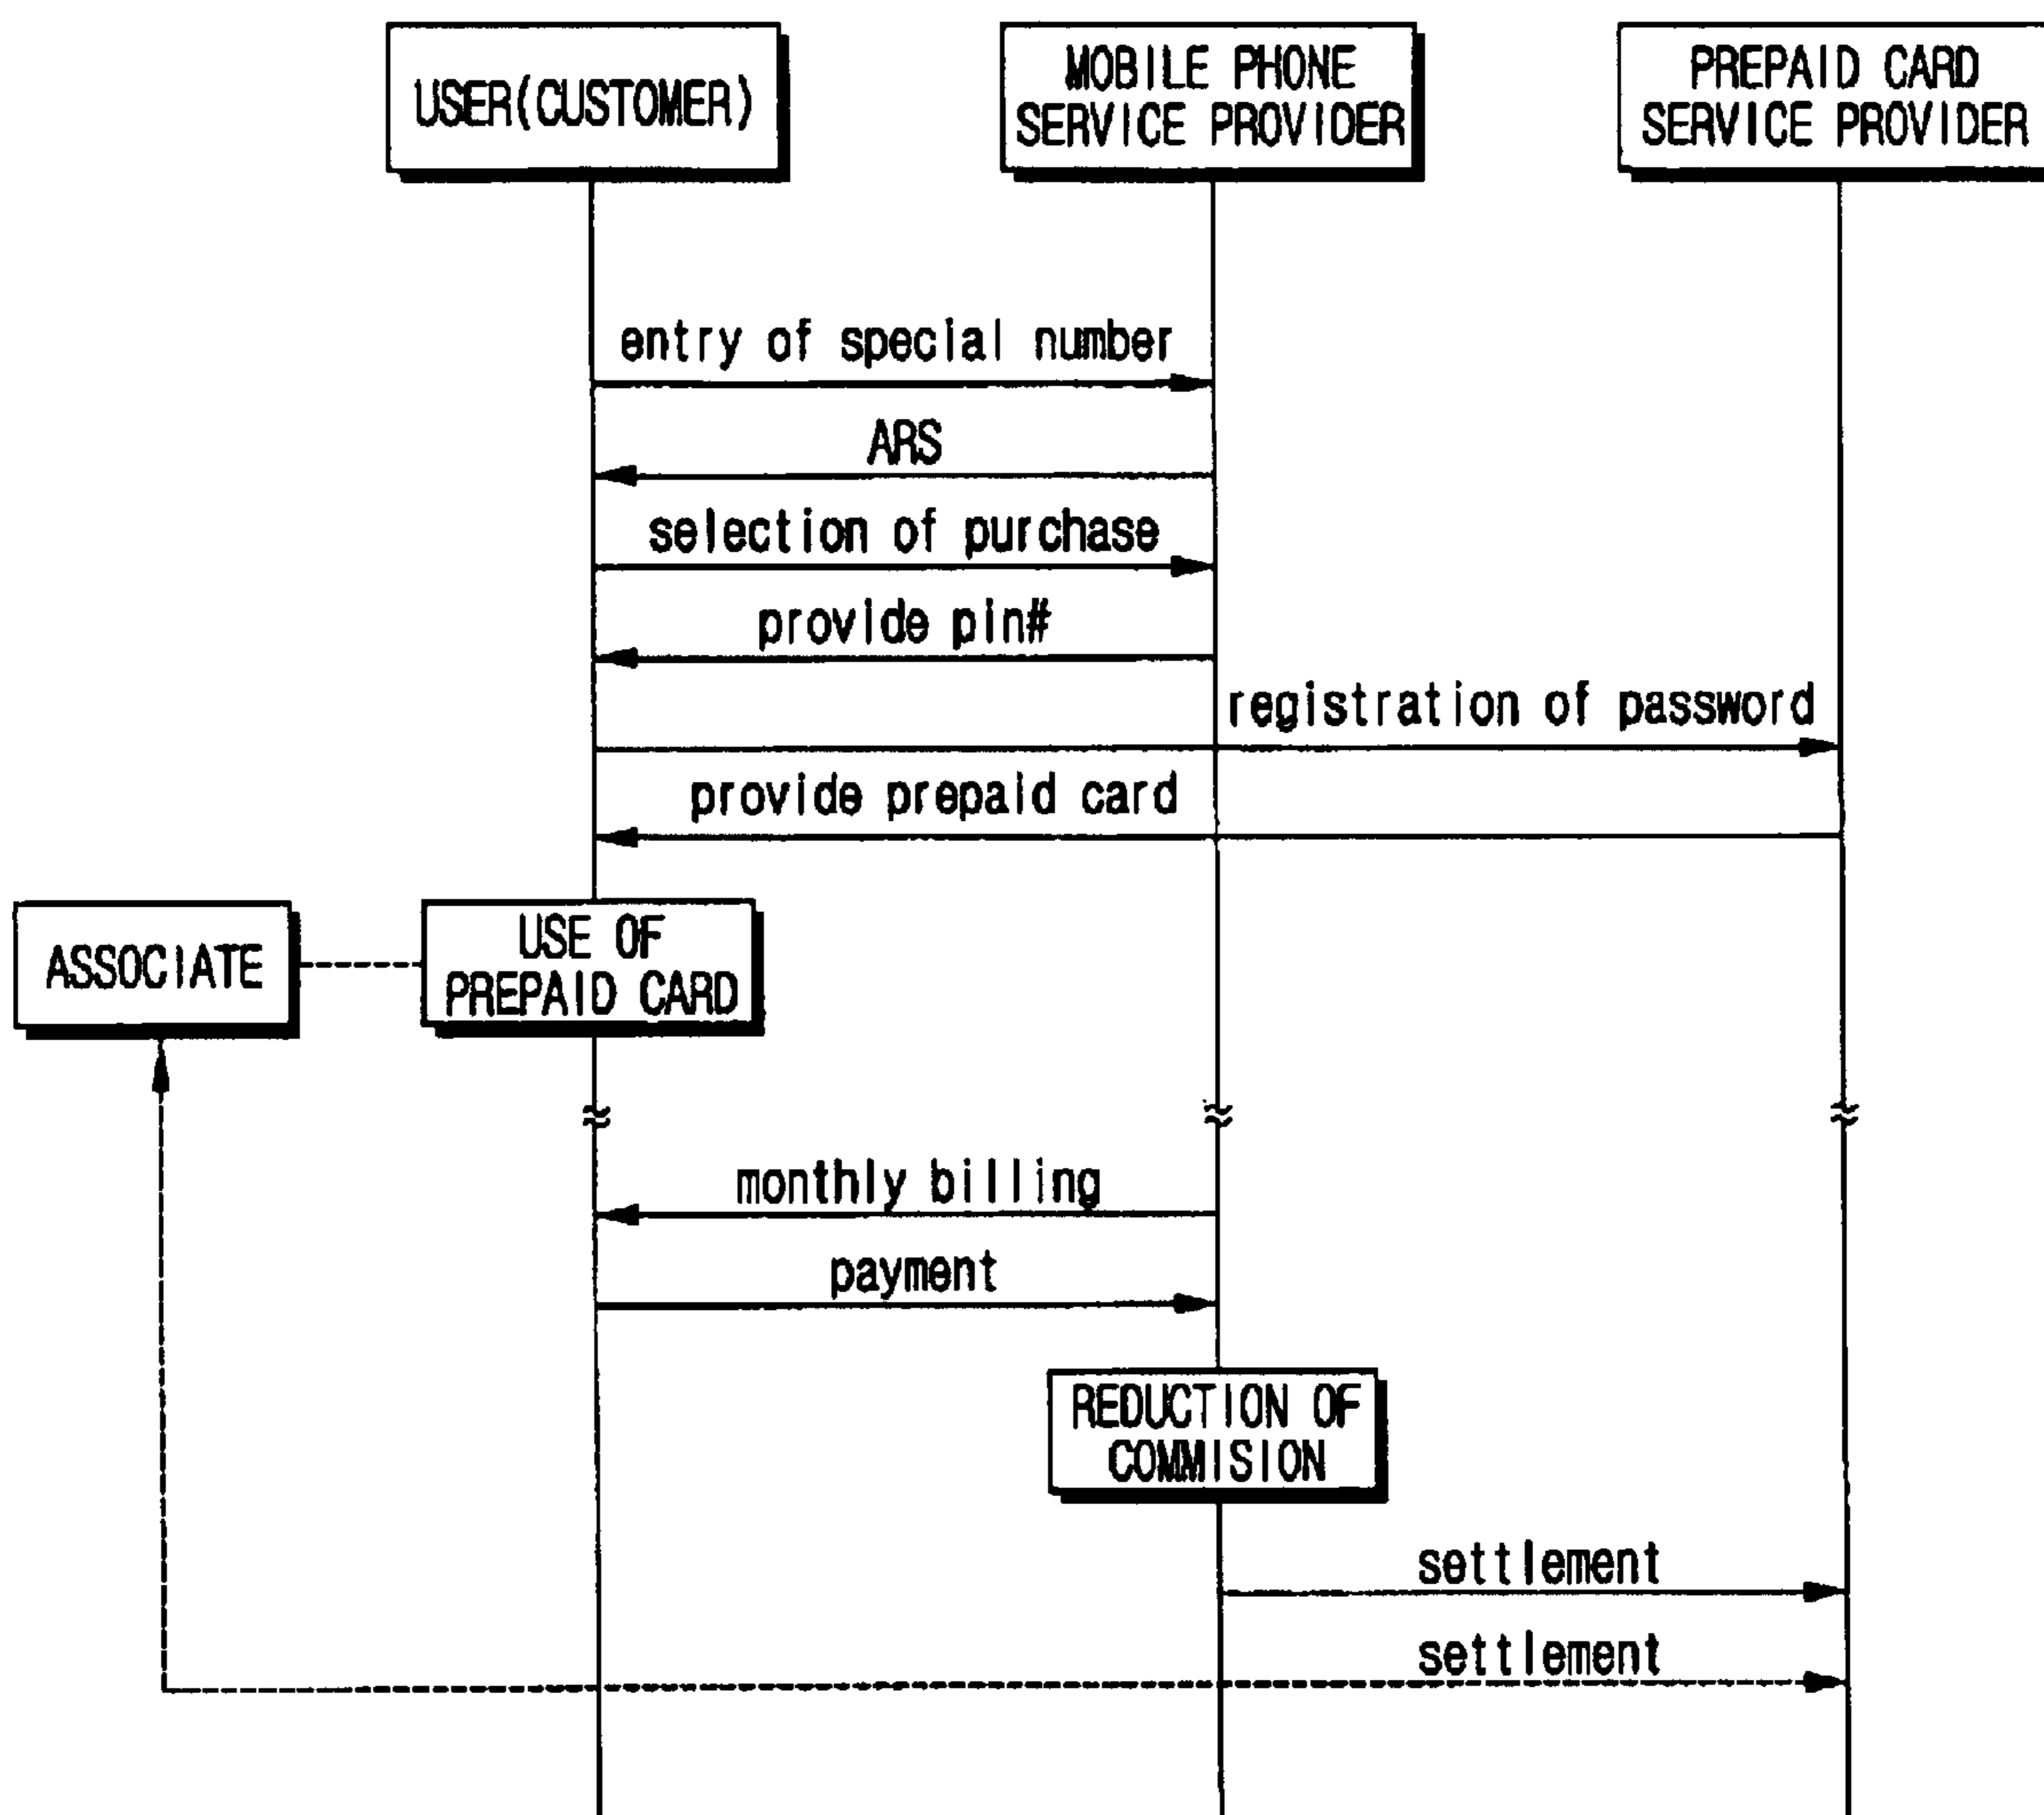 USER(CUSTOMER)
MOBILE PHONE
SERVICE PROVIDER
PREPAID CARD
SERVICE PROVIDER
entry of special number
ARS
selection of purchase
provide pin#
registration of password
provide prepaid card
ASSOCIATE
USE OF
PREPAID CARD
monthly billing
payment
REDUCTION OF
COMMISION
settlement
settlement